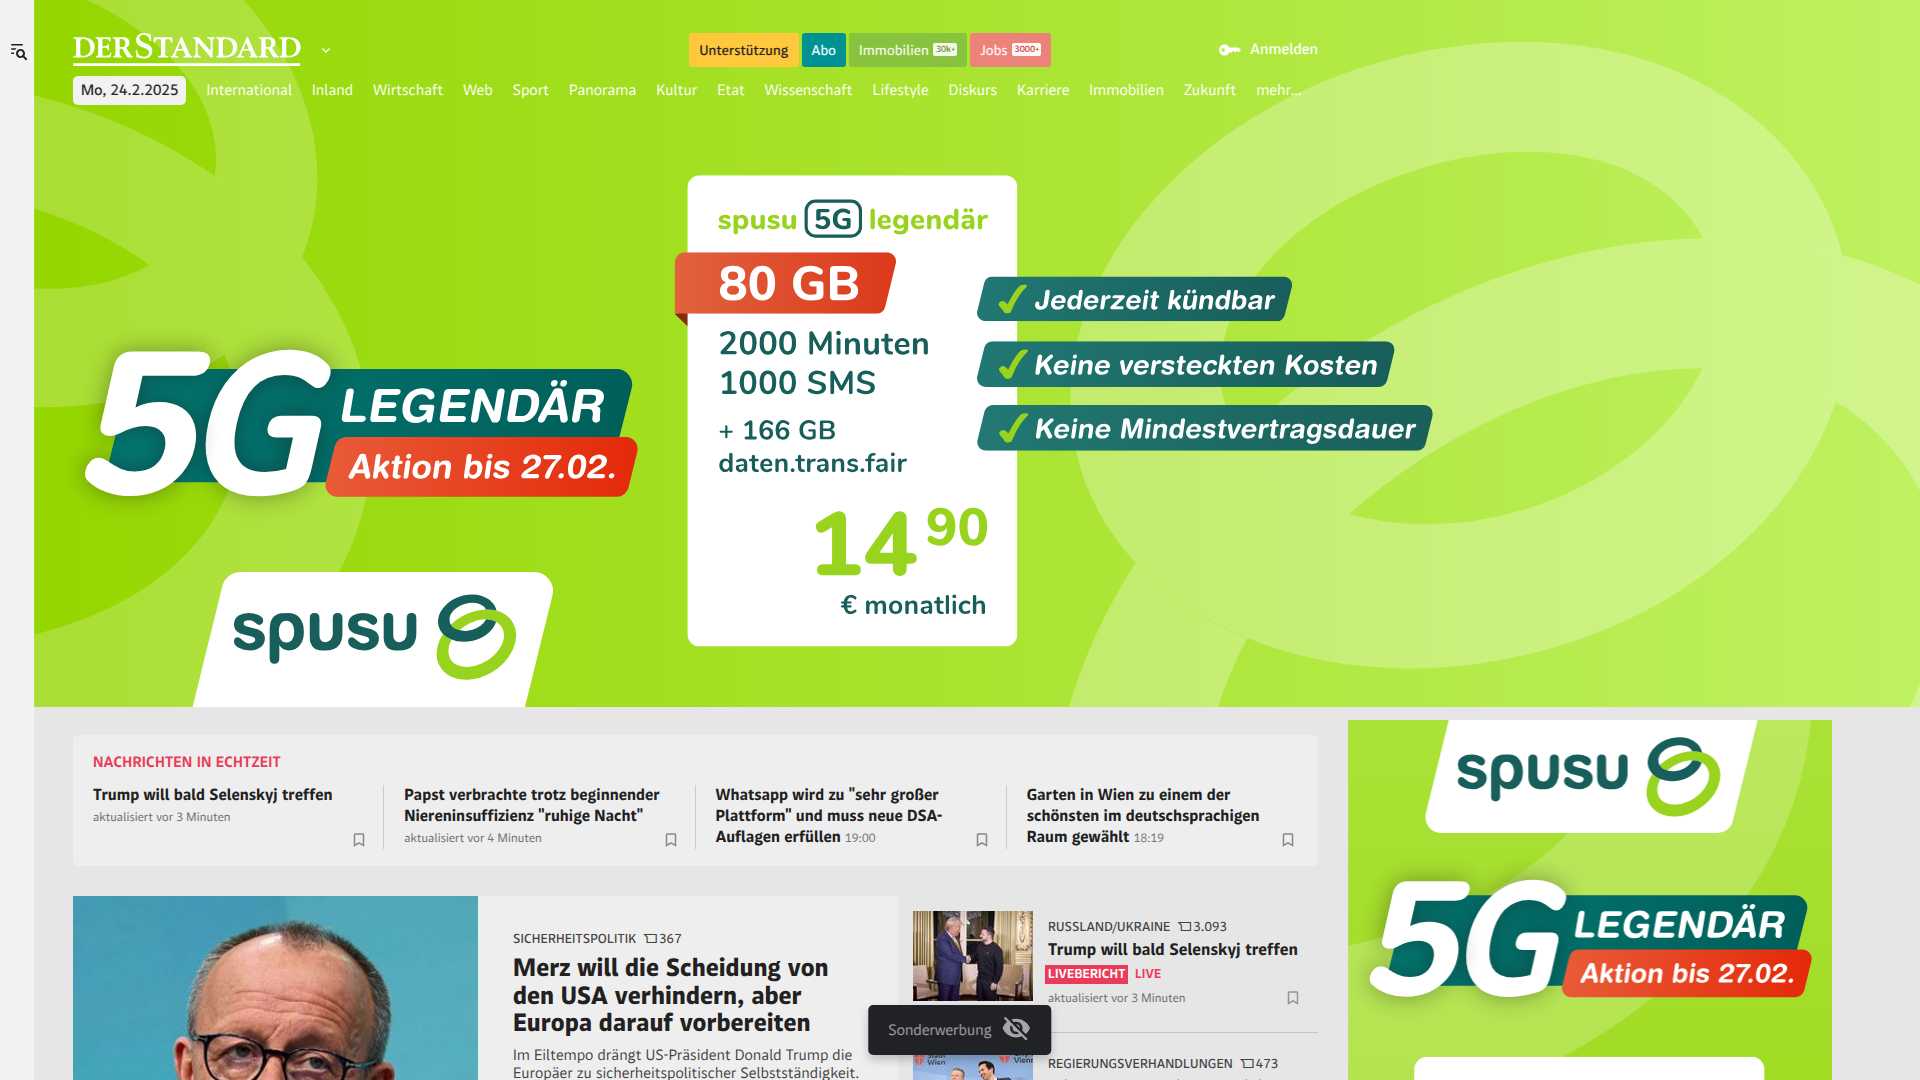 DERSTANDARD
Unterstützung
Abo
Immobilien 30k+
Jobs 3000+
Anmelden
Mo, 24.2.2025
International
Inland
Wirtschaft
Web
Sport
Panorama
Kultur
Etat
Wissenschaft
Lifestyle
Diskurs
Karriere
Immobilien
Zukunft
mehr...
5G LEGENDÄR
Aktion bis 27.02.
spusu
spusu 5G legendär
80 GB
2000 Minuten
1000 SMS
+ 166 GB
daten.trans.fair
14 90
€ monatlich
✓ Jederzeit kündbar
✓ Keine versteckten Kosten
✓ Keine Mindestvertragsdauer
NACHRICHTEN IN ECHTZEIT
Trump will bald Selenskyj treffen
aktualisiert vor 3 Minuten
Papst verbrachte trotz beginnender
Niereninsuffizienz "ruhige Nacht"
aktualisiert vor 4 Minuten
Whatsapp wird zu "sehr großer
Plattform" und muss neue DSA-
Auflagen erfüllen 19:00
Garten in Wien zu einem der
schönsten im deutschsprachigen
Raum gewählt 18:19
SICHERHEITSPOLITIK 367
Merz will die Scheidung von
den USA verhindern, aber
Europa darauf vorbereiten
Im Eiltempo drängt US-Präsident Donald Trump die
Europäer zu sicherheitspolitischer Selbstständigkeit.
RUSSLAND/UKRAINE 3.093
Trump will bald Selenskyj treffen
LIVEBERICHT LIVE
aktualisiert vor 3 Minuten
Sonderwerbung
Wien
REGIERUNGSVERHANDLUNGEN 473
spusu
5G LEGENDÄR
Aktion bis 27.02.